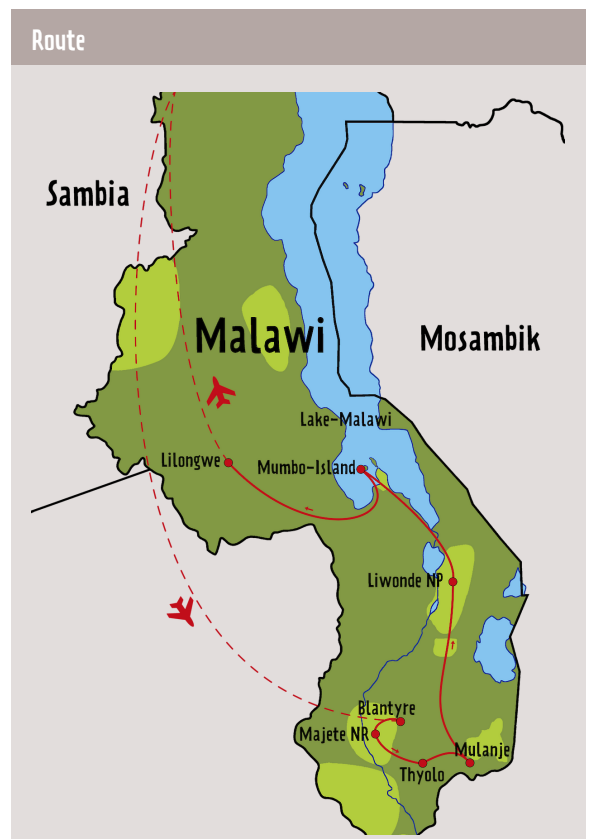 Route
Sambia
Malawi
Mosambik
Lake-Malawi
Lilongwe
Mumbo-Island
Liwonde NP
Blantyre
Majete NR
Mulanje
Thyolo